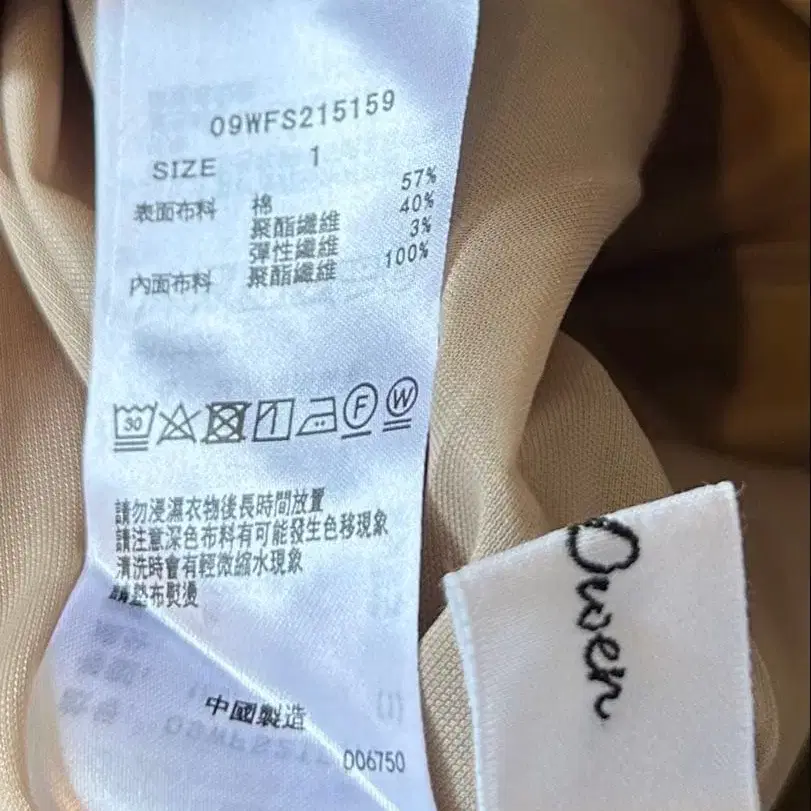 09WFS215159
SIZE 1
表面布料 棉 57%
聚酯纖維 40%
彈性纖維 3%
內面布料 聚酯纖維 100%
30 1 F W
請勿浸濕衣物後長時間放置
請注意深色布料有可能發生色移現象
清洗時會有輕微縮水現象
請墊布熨燙
中國製造
D06750
Owen